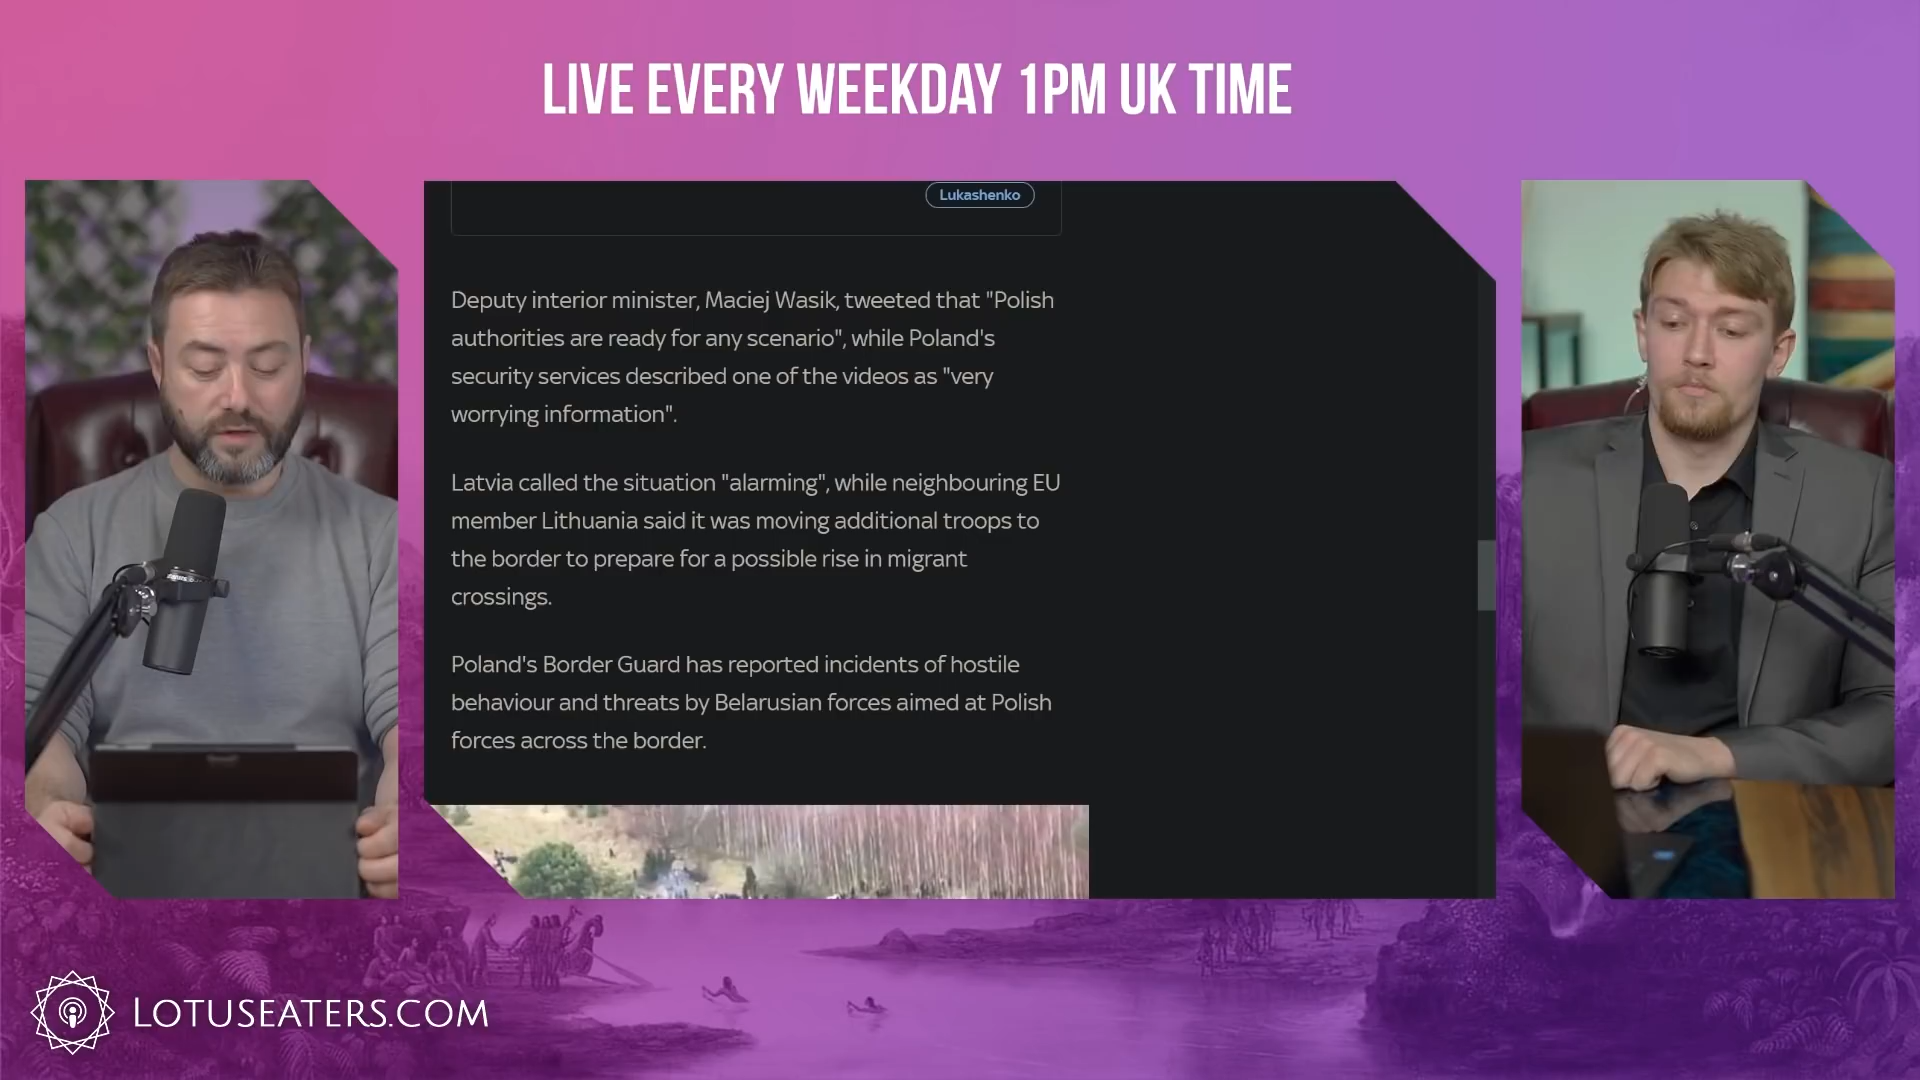 LIVE EVERY WEEKDAY 1PM UK TIME
Lukashenko
Deputy interior minister, Maciej Wasik, tweeted that "Polish
authorities are ready for any scenario", while Poland's
security services described one of the videos as "very
worrying information".
Latvia called the situation "alarming", while neighbouring EU
member Lithuania said it was moving additional troops to
the border to prepare for a possible rise in migrant
crossings.
Poland's Border Guard has reported incidents of hostile
behaviour and threats by Belarusian forces aimed at Polish
forces across the border.
LOTUSEATERS.COM